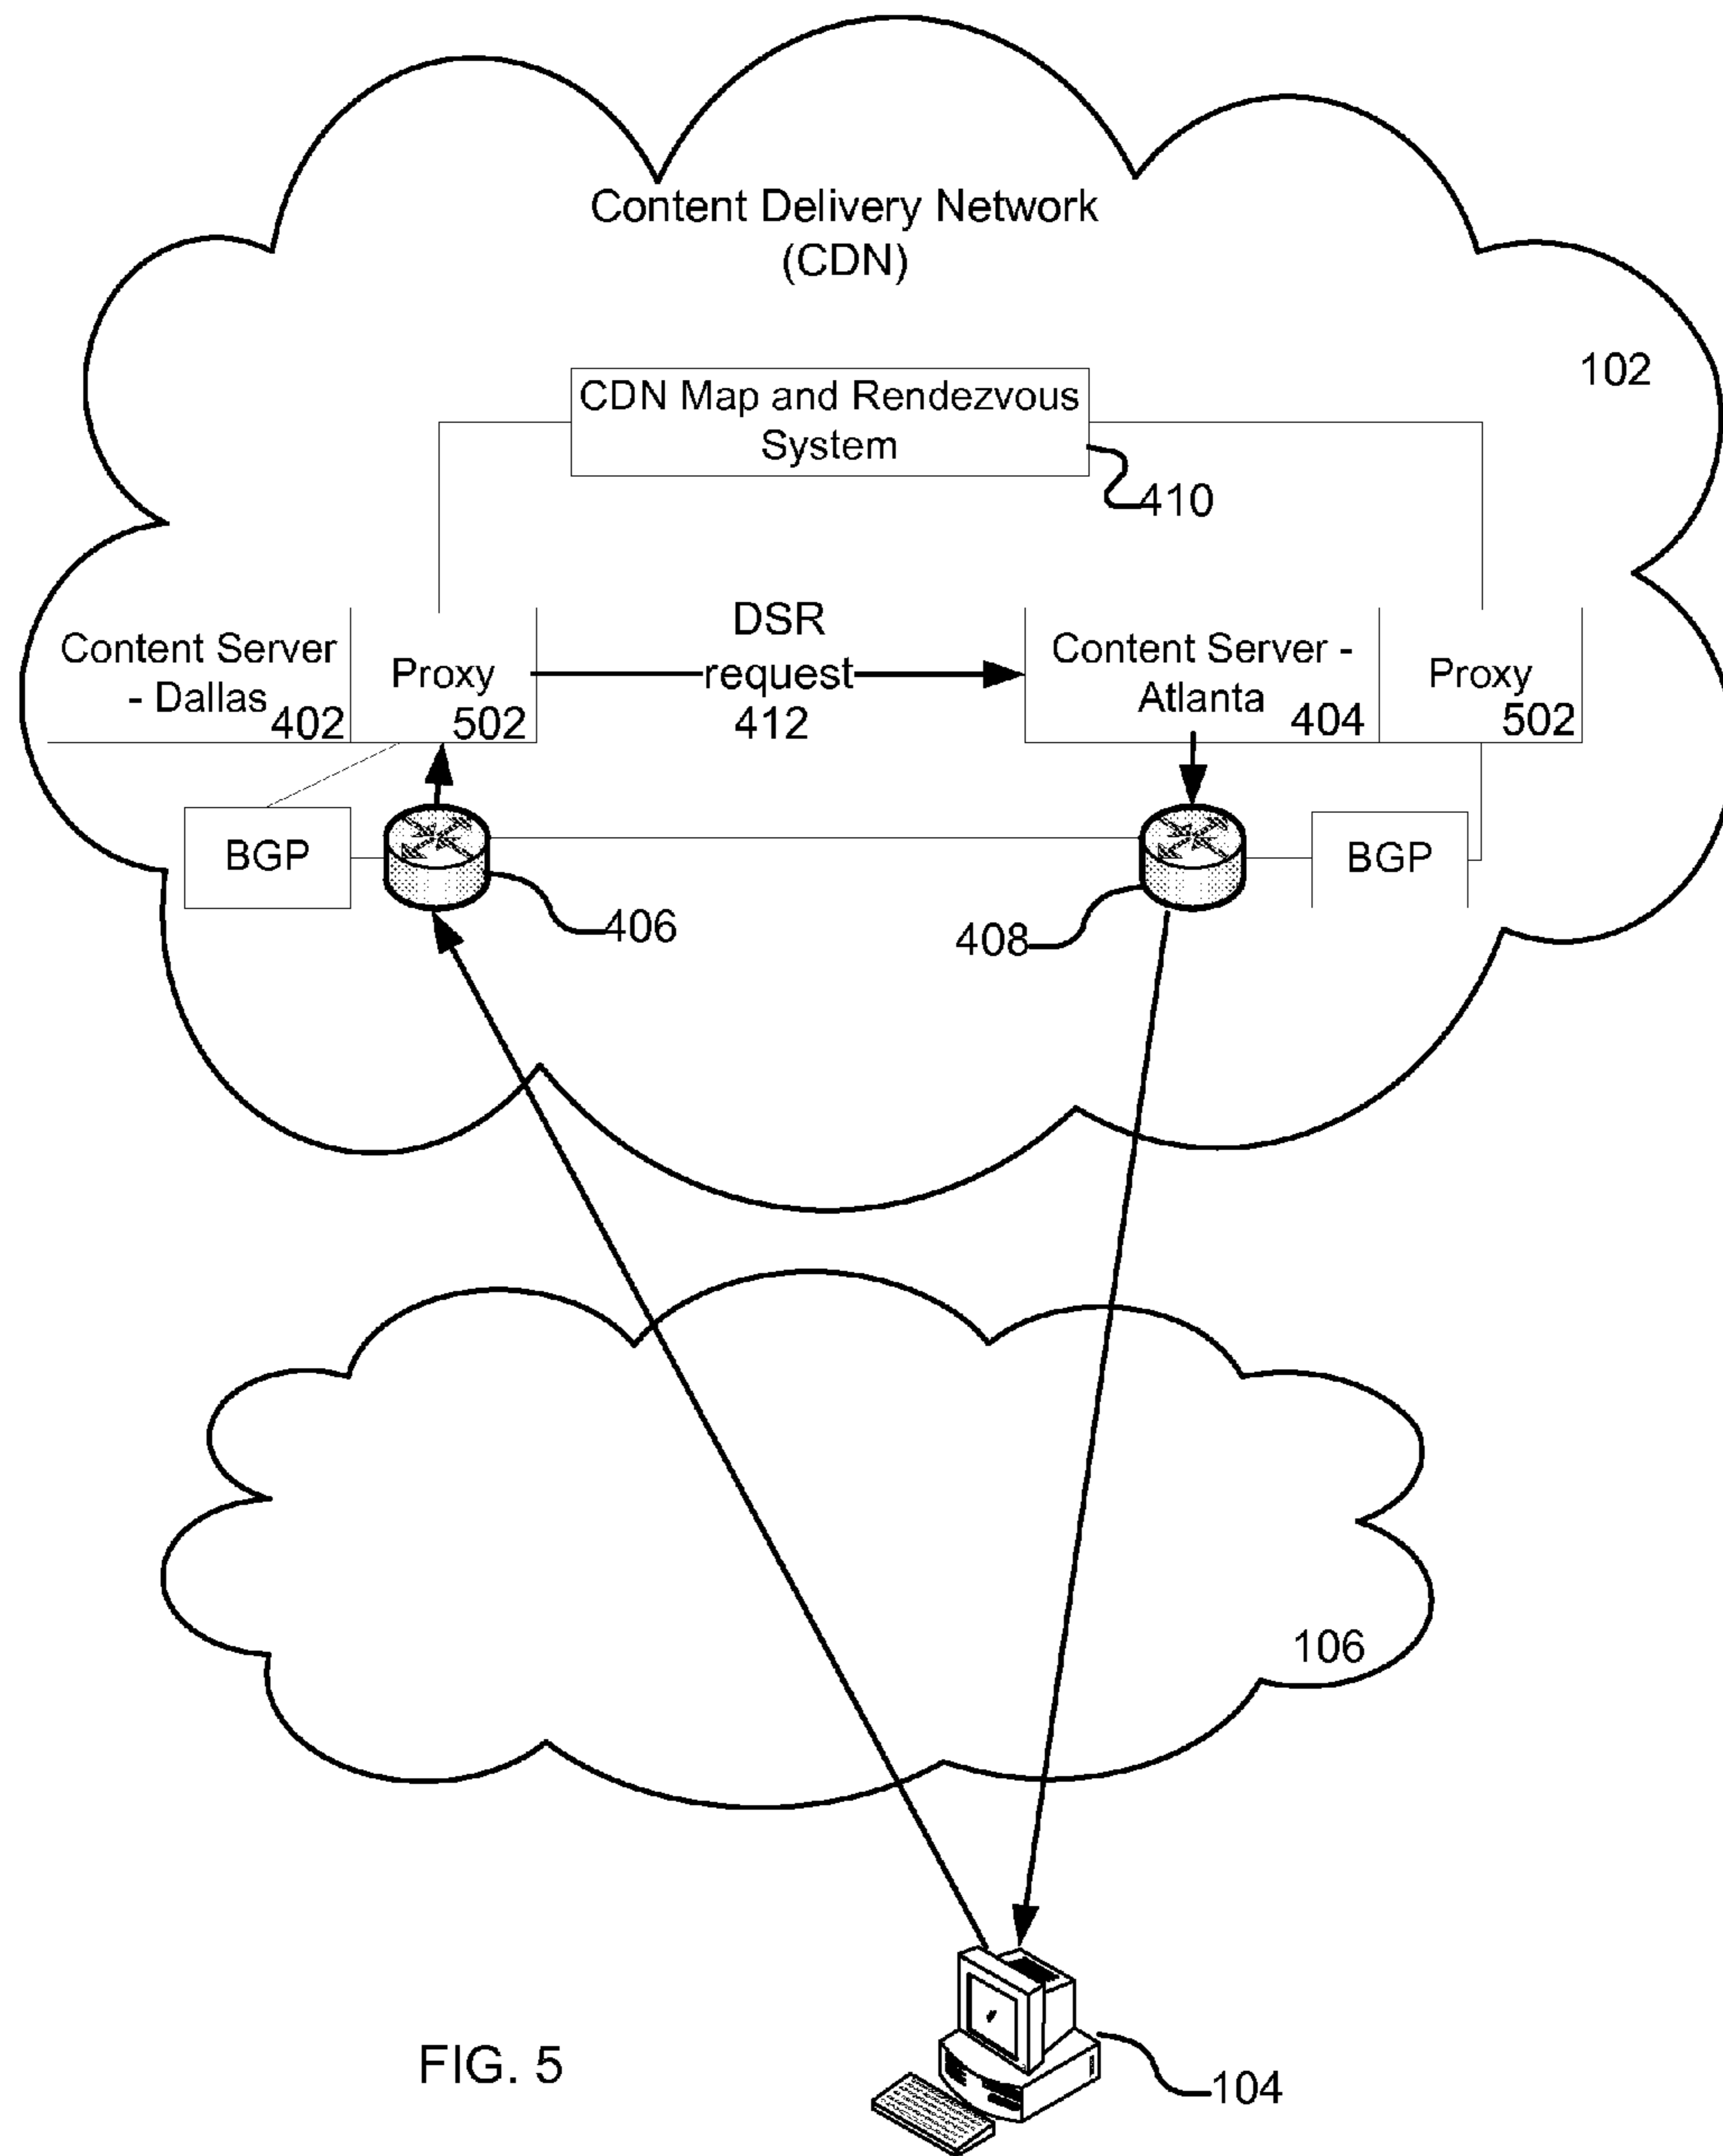 Content Delivery Network
(CDN)
102
CDN Map and Rendezvous
System
410
Content Server
- Dallas
402
Proxy
502
DSR
request
412
Content Server -
Atlanta
404
Proxy
502
BGP
BGP
406
408
106
FIG. 5
104